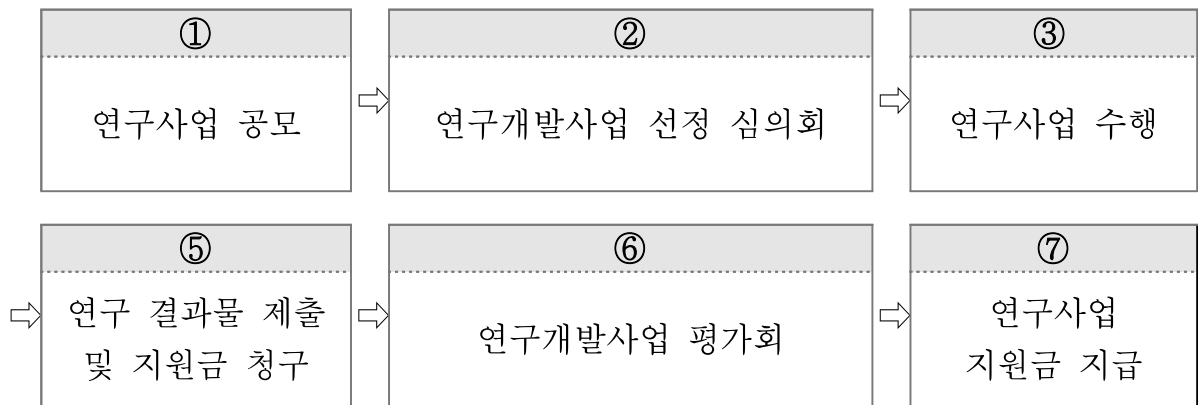 ①
②
③
연구사업 공모
연구개발사업 선정 심의회
연구사업 수행
⑤
⑥
⑦
연구 결과물 제출
및 지원금 청구
연구개발사업 평가회
연구사업
지원금 지급